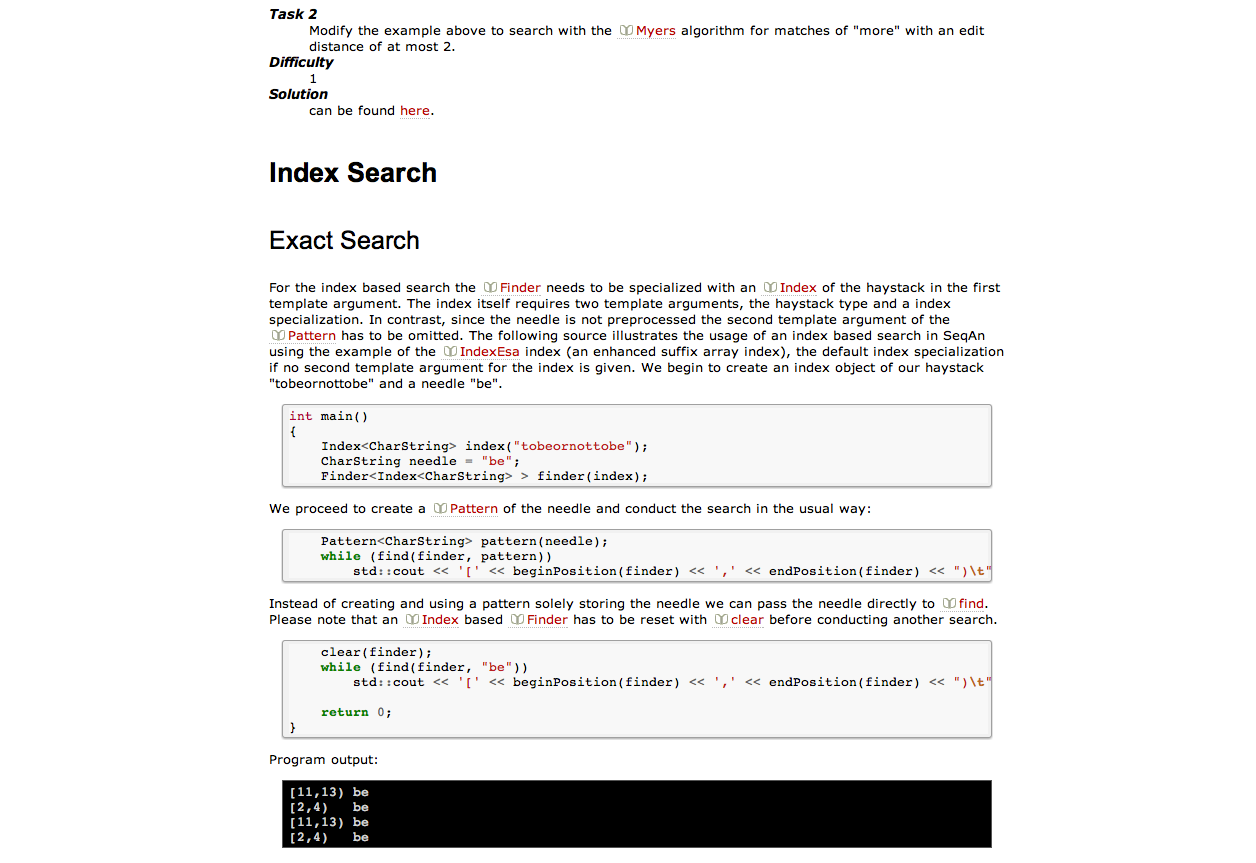 Task 2
Modify the example above to search with the Myers algorithm for matches of "more" with an edit
distance of at most 2.
Difficulty
1
Solution
can be found here.
Index Search
Exact Search
For the index based search the Finder needs to be specialized with an Index of the haystack in the first
template argument. The index itself requires two template arguments, the haystack type and a index
specialization. In contrast, since the needle is not preprocessed the second template argument of the
Pattern has to be omitted. The following source illustrates the usage of an index based search in SeqAn
using the example of the IndexEsa index (an enhanced suffix array index), the default index specialization
if no second template argument for the index is given. We begin to create an index object of our haystack
"tobeornottobe" and a needle "be".
int main()
{
    Index<CharString> index("tobeornottobe");
    CharString needle = "be";
    Finder<Index<CharString> > finder(index);
We proceed to create a Pattern of the needle and conduct the search in the usual way:
    Pattern<CharString> pattern(needle);
    while (find(finder, pattern))
        std::cout << '[' << beginPosition(finder) << ',' << endPosition(finder) << ")\t"
Instead of creating and using a pattern solely storing the needle we can pass the needle directly to find.
Please note that an Index based Finder has to be reset with clear before conducting another search.
    clear(finder);
    while (find(finder, "be"))
        std::cout << '[' << beginPosition(finder) << ',' << endPosition(finder) << ")\t"
    return 0;
}
Program output:
[11,13) be
[2,4)   be
[11,13) be
[2,4)   be